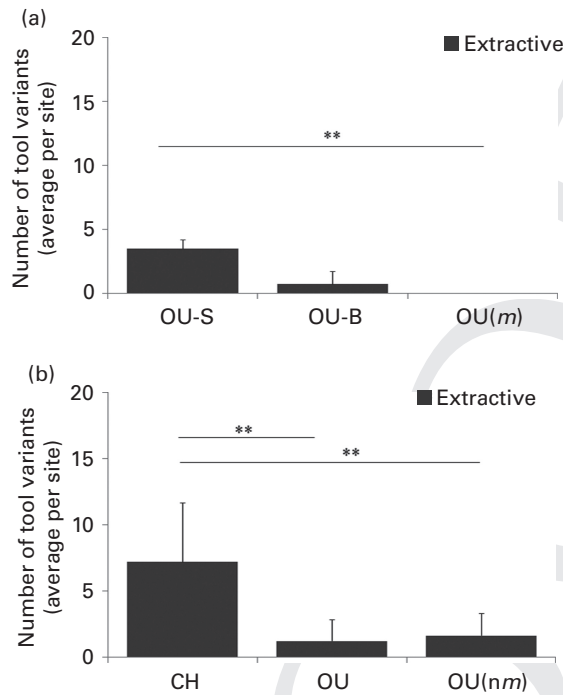 (a)
Extractive
Number of tool variants
(average per site)
20
15
10
5
0
**
OU-S OU-B OU(m)
(b)
Extractive
Number of tool variants
(average per site)
20
15
10
5
0
**
**
CH OU OU(nm)